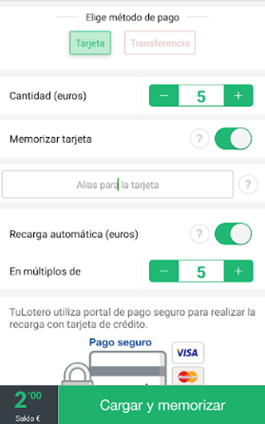 Elige método de pago
Tarjeta
Transferencia
Cantidad (euros)
− 5 +
Memorizar tarjeta
?
Alias para la tarjeta
?
Recarga automática (euros)
?
En múltiplos de
− 5 +
TuLotero utiliza portal de pago seguro para realizar la
recarga con tarjeta de crédito.
Pago seguro
VISA
2'00
Saldo €
Cargar y memorizar